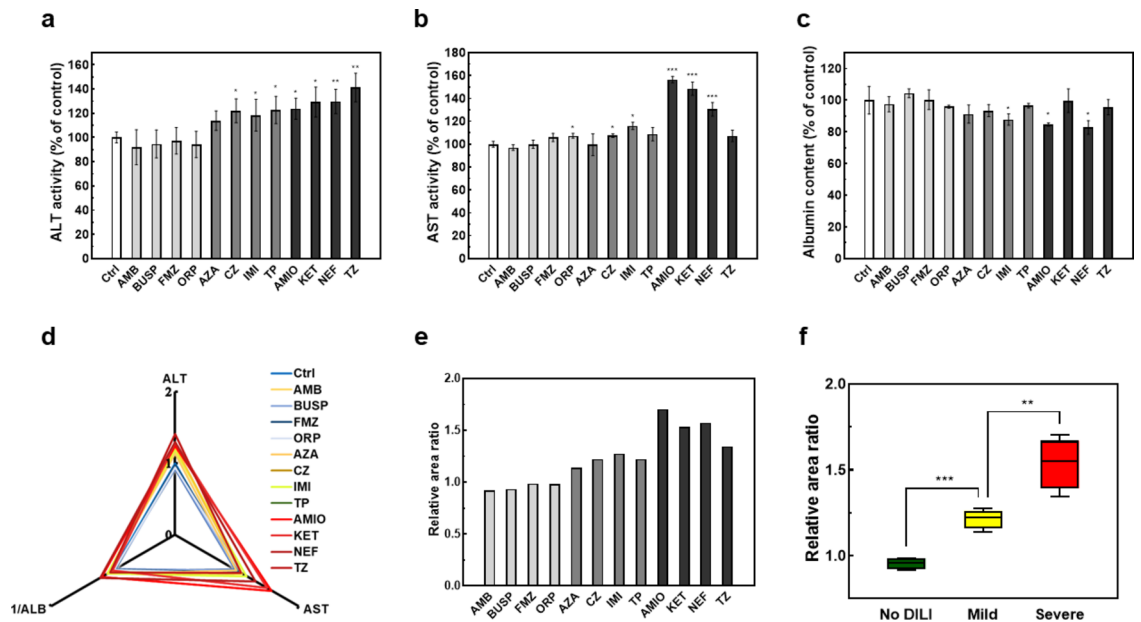 a
ALT activity (% of control)
180
160
140
120
100
80
60
40
20
0
* * * * * ** **
Ctrl AMB BUSP FMZ ORP AZA CZ IMI TP AMIO KET NEF TZ
b
AST activity (% of control)
180
160
140
120
100
80
60
40
20
0
* * * *** *** ***
Ctrl AMB BUSP FMZ ORP AZA CZ IMI TP AMIO KET NEF TZ
c
Albumin content (% of control)
120
100
80
60
40
20
0
* * *
Ctrl AMB BUSP FMZ ORP AZA CZ IMI TP AMIO KET NEF TZ
d
ALT
2
1
0
1/ALB
AST
Ctrl
AMB
BUSP
FMZ
ORP
AZA
CZ
IMI
TP
AMIO
KET
NEF
TZ
e
Relative area ratio
2.0
1.5
1.0
0.5
0.0
AMB BUSP FMZ ORP AZA CZ IMI TP AMIO KET NEF TZ
f
Relative area ratio
2.0
1.5
1.0
**
***
No DILI Mild Severe